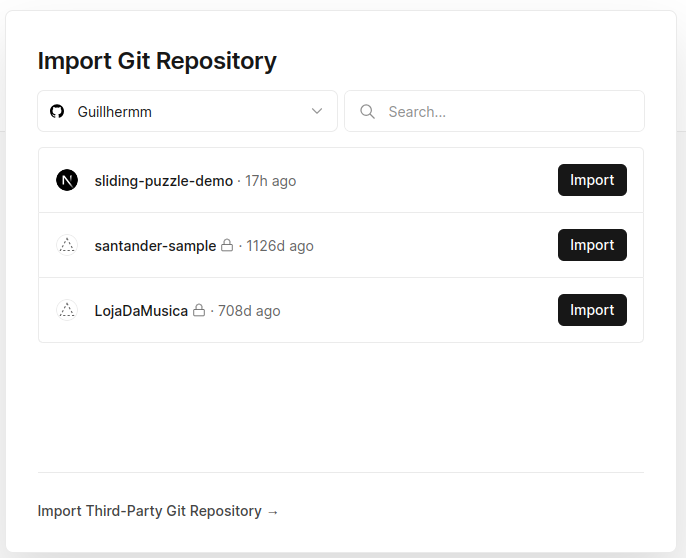 Import Git Repository
Guillhermm
Search...
sliding-puzzle-demo · 17h ago
Import
santander-sample · 1126d ago
Import
LojaDaMusica · 708d ago
Import
Import Third-Party Git Repository →